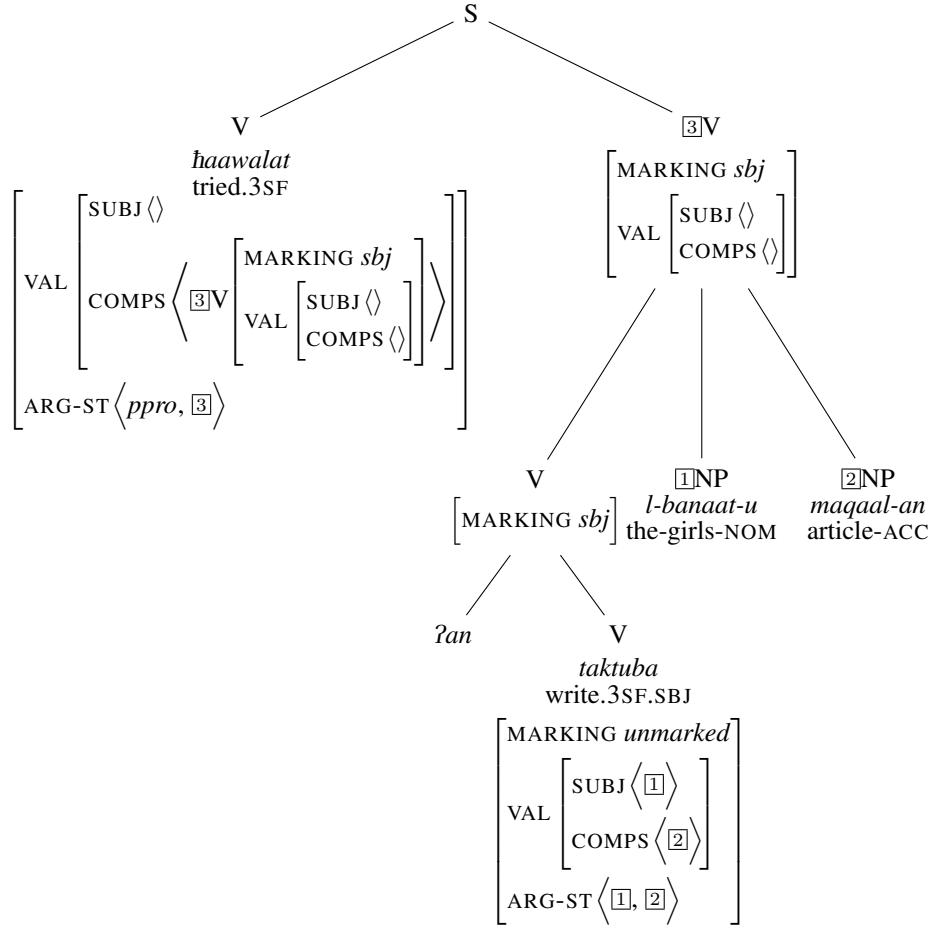 S
V
ħaawalat
tried.3SF
[VAL [SUBJ ⟨⟩
COMPS ⟨ [3]V [MARKING sbj
VAL [SUBJ ⟨⟩
COMPS ⟨⟩]] ⟩]
ARG-ST ⟨ppro, [3]⟩]
[3]V
[MARKING sbj
VAL [SUBJ ⟨⟩
COMPS ⟨⟩]]
V
[MARKING sbj]
[1]NP
l-banaat-u
the-girls-NOM
[2]NP
maqaal-an
article-ACC
ʔan
V
taktuba
write.3SF.SBJ
[MARKING unmarked
VAL [SUBJ ⟨[1]⟩
COMPS ⟨[2]⟩]
ARG-ST ⟨[1], [2]⟩]